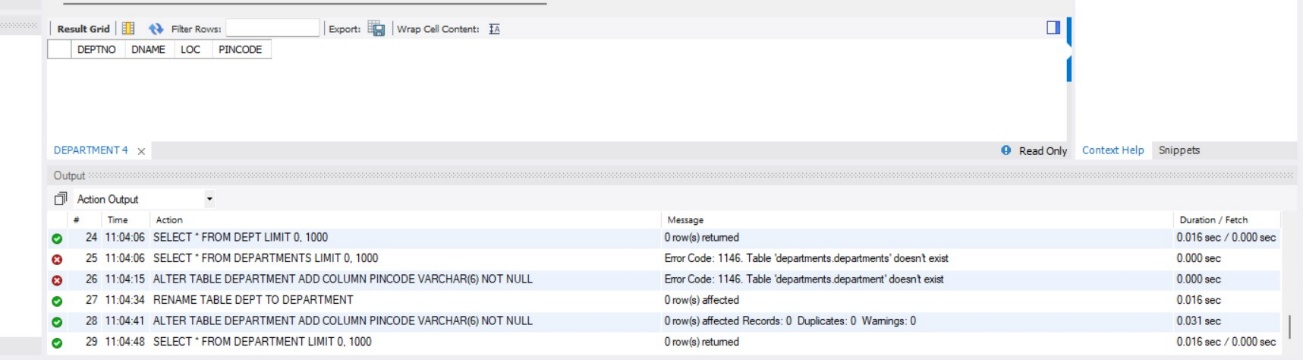 Result Grid Filter Rows: Export: Wrap Cell Content:
DEPTNO DNAME LOC PINCODE
DEPARTMENT 4 Read Only Context Help Snippets
Output
Action Output
# Time Action Message Duration / Fetch
24 11:04:06 SELECT * FROM DEPT LIMIT 0, 1000 0 row(s) returned 0.016 sec / 0.000 sec
25 11:04:06 SELECT * FROM DEPARTMENTS LIMIT 0, 1000 Error Code: 1146. Table 'departments.departments' doesn't exist 0.000 sec
26 11:04:15 ALTER TABLE DEPARTMENT ADD COLUMN PINCODE VARCHAR(6) NOT NULL Error Code: 1146. Table 'departments.department' doesn't exist 0.000 sec
27 11:04:34 RENAME TABLE DEPT TO DEPARTMENT 0 row(s) affected 0.016 sec
28 11:04:41 ALTER TABLE DEPARTMENT ADD COLUMN PINCODE VARCHAR(6) NOT NULL 0 row(s) affected Records: 0 Duplicates: 0 Warnings: 0 0.031 sec
29 11:04:48 SELECT * FROM DEPARTMENT LIMIT 0, 1000 0 row(s) returned 0.016 sec / 0.000 sec